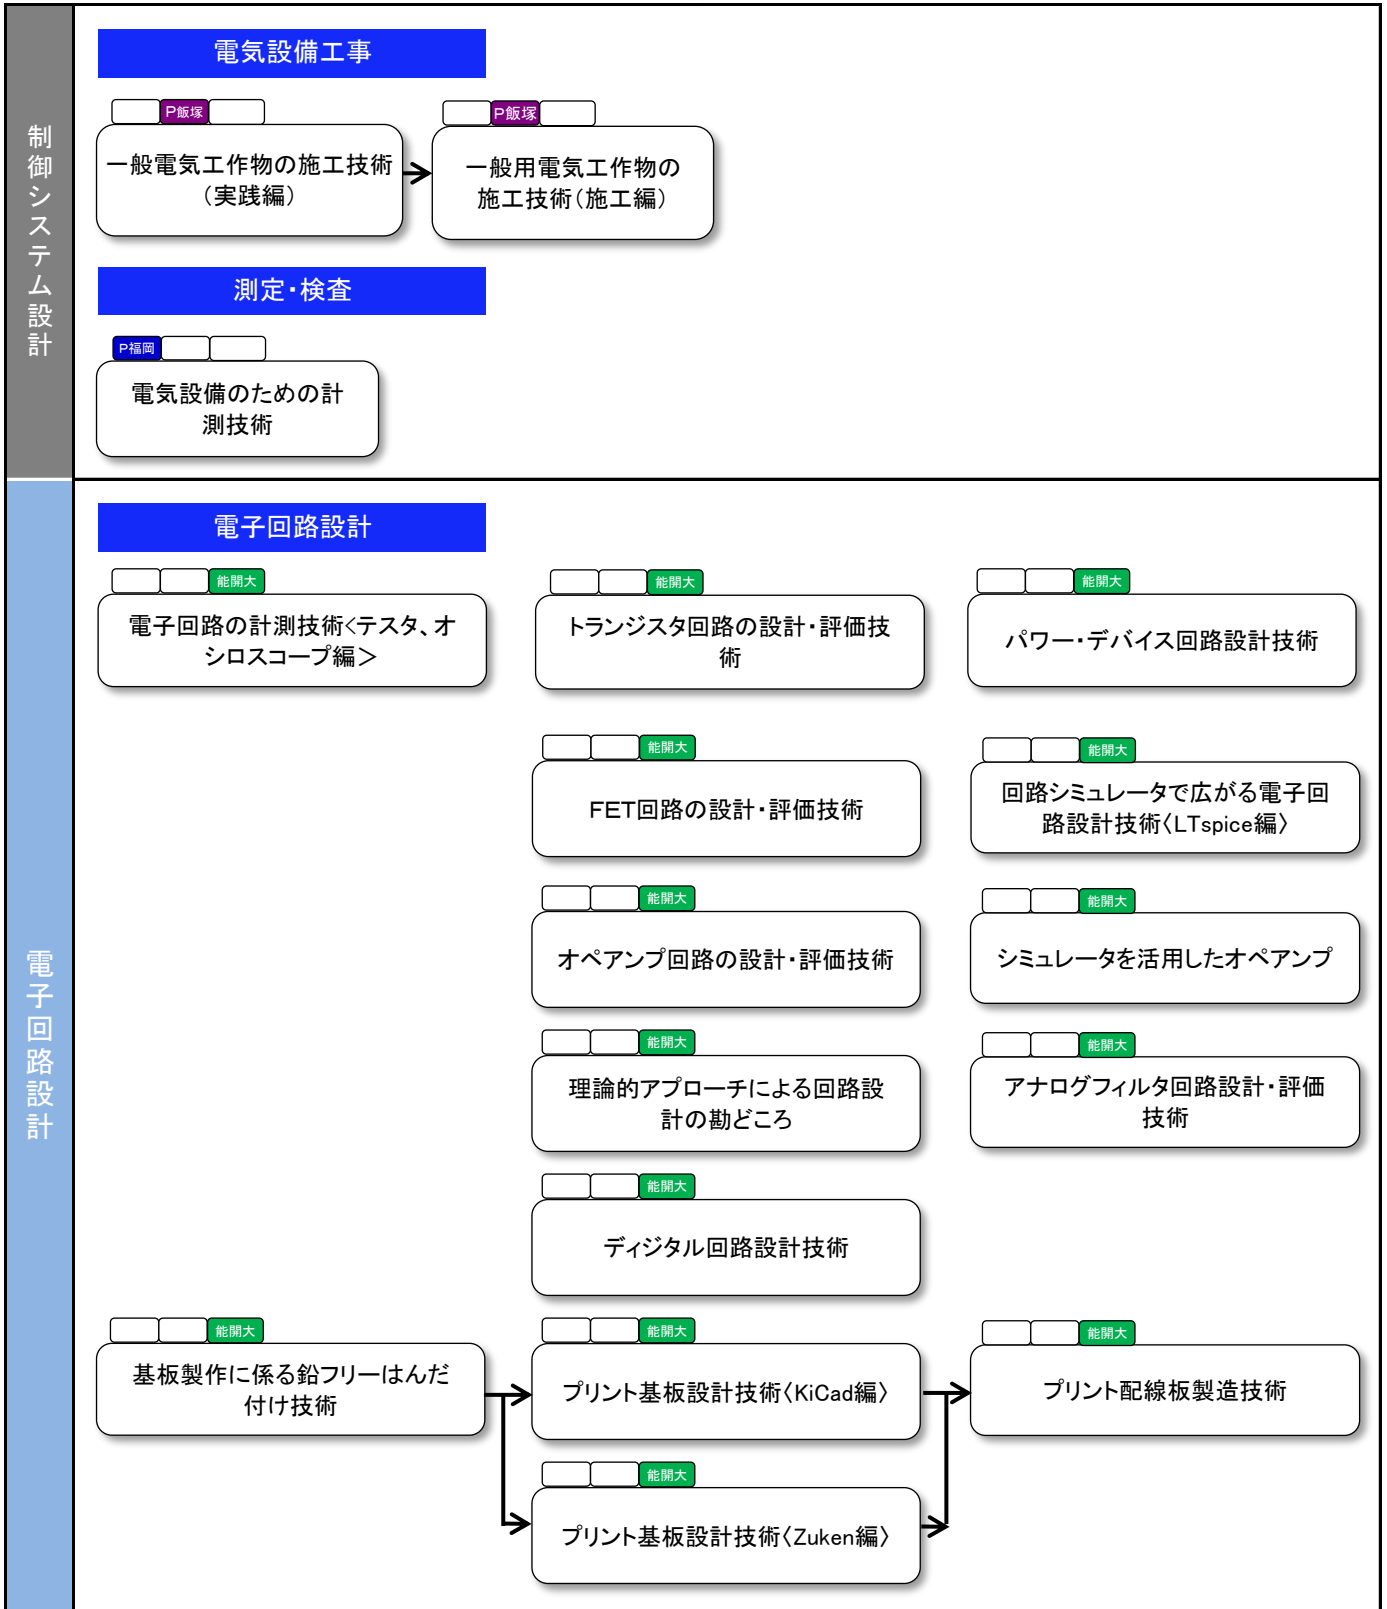 制御システム設計
電気設備工事
P飯塚
一般電気工作物の施工技術
（実践編）
P飯塚
一般用電気工作物の
施工技術（施工編）
測定・検査
P福岡
電気設備のための計
測技術
電子回路設計
電子回路設計
能開大
電子回路の計測技術<テスタ、オ
シロスコープ編＞
能開大
トランジスタ回路の設計・評価技
術
能開大
パワー・デバイス回路設計技術
能開大
FET回路の設計・評価技術
能開大
回路シミュレータで広がる電子回
路設計技術〈LTspice編〉
能開大
オペアンプ回路の設計・評価技術
能開大
シミュレータを活用したオペアンプ
能開大
理論的アプローチによる回路設
計の勘どころ
能開大
アナログフィルタ回路設計・評価
技術
能開大
ディジタル回路設計技術
能開大
基板製作に係る鉛フリーはんだ
付け技術
能開大
プリント基板設計技術〈KiCad編〉
能開大
プリント配線板製造技術
能開大
プリント基板設計技術〈Zuken編〉